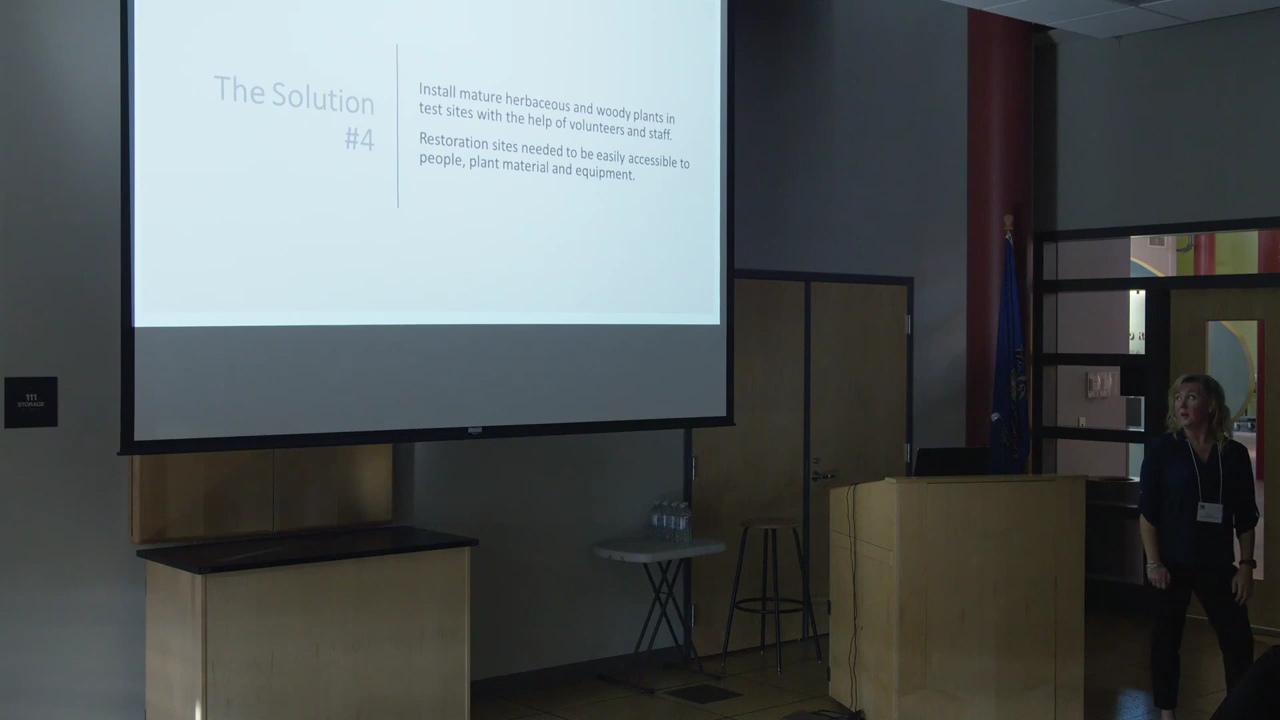 The Solution
#4
Install mature herbaceous and woody plants in
test sites with the help of volunteers and staff.
Restoration sites needed to be easily accessible to
people, plant material and equipment.
111
STORAGE